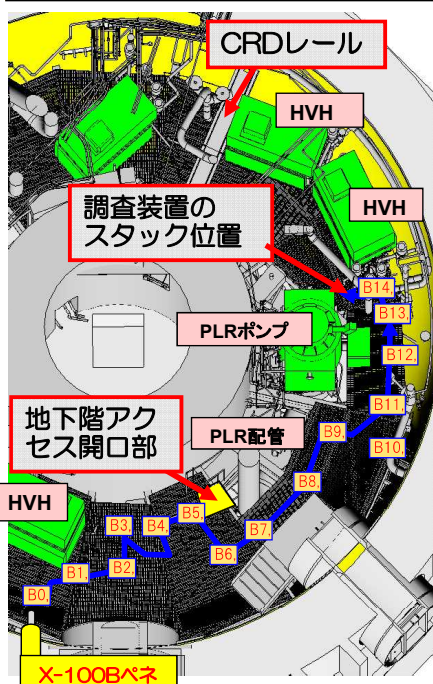 CRDレール
HVH
HVH
調査装置の
スタック位置
B14,
B13,
PLRポンプ
B12,
B11,
地下階アク
セス開口部
PLR配管
B9,
B10,
B8,
HVH
B3,
B4,
B5,
B7,
B6,
B1,
B2,
B0,
X-100Bペネ